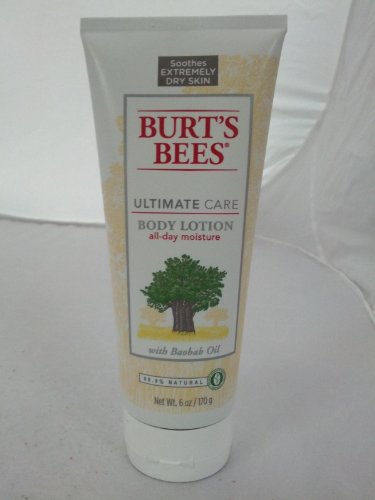 Soothes
EXTREMELY
DRY SKIN
BURT'S
BEES®
ULTIMATE CARE
BODY LOTION
all-day moisture
with Baobab Oil
98.9% NATURAL
Net Wt. 6 oz / 170 g